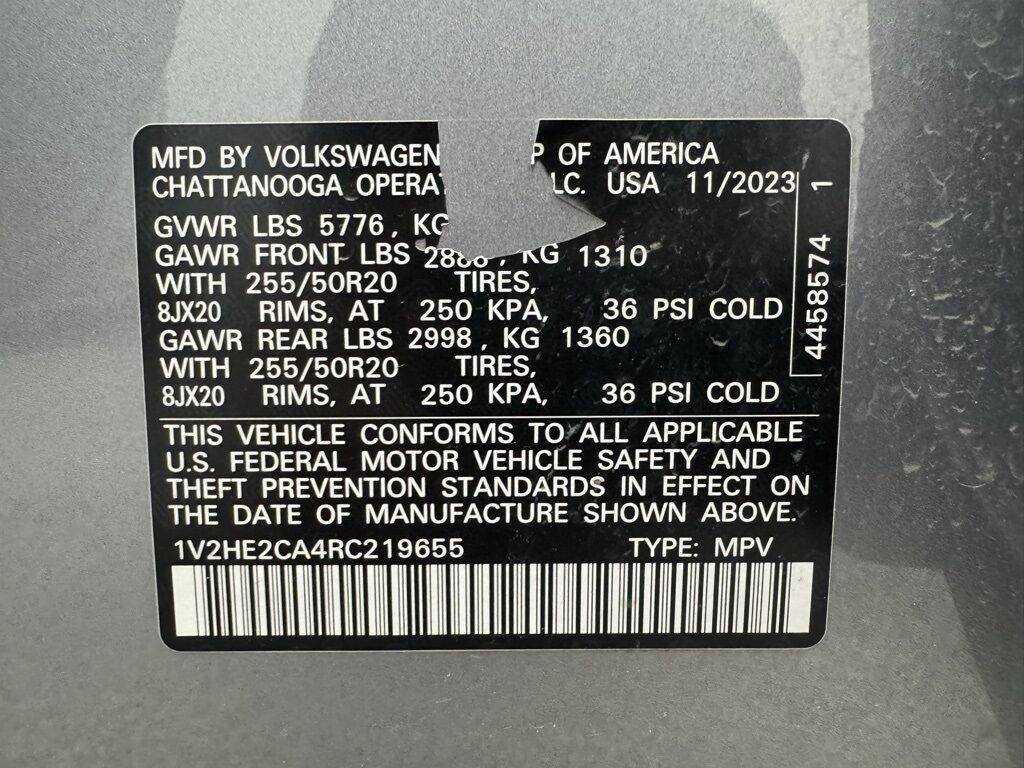 MFD BY VOLKSWAGEN P OF AMERICA
CHATTANOOGA OPERAT LC. USA 11/2023
GVWR LBS 5776, KG
GAWR FRONT LBS 2888, KG 1310
WITH 255/50R20 TIRES,
8JX20 RIMS, AT 250 KPA, 36 PSI COLD
GAWR REAR LBS 2998, KG 1360
WITH 255/50R20 TIRES,
8JX20 RIMS, AT 250 KPA, 36 PSI COLD
4458574 1
THIS VEHICLE CONFORMS TO ALL APPLICABLE
U.S. FEDERAL MOTOR VEHICLE SAFETY AND
THEFT PREVENTION STANDARDS IN EFFECT ON
THE DATE OF MANUFACTURE SHOWN ABOVE.
1V2HE2CA4RC219655 TYPE: MPV